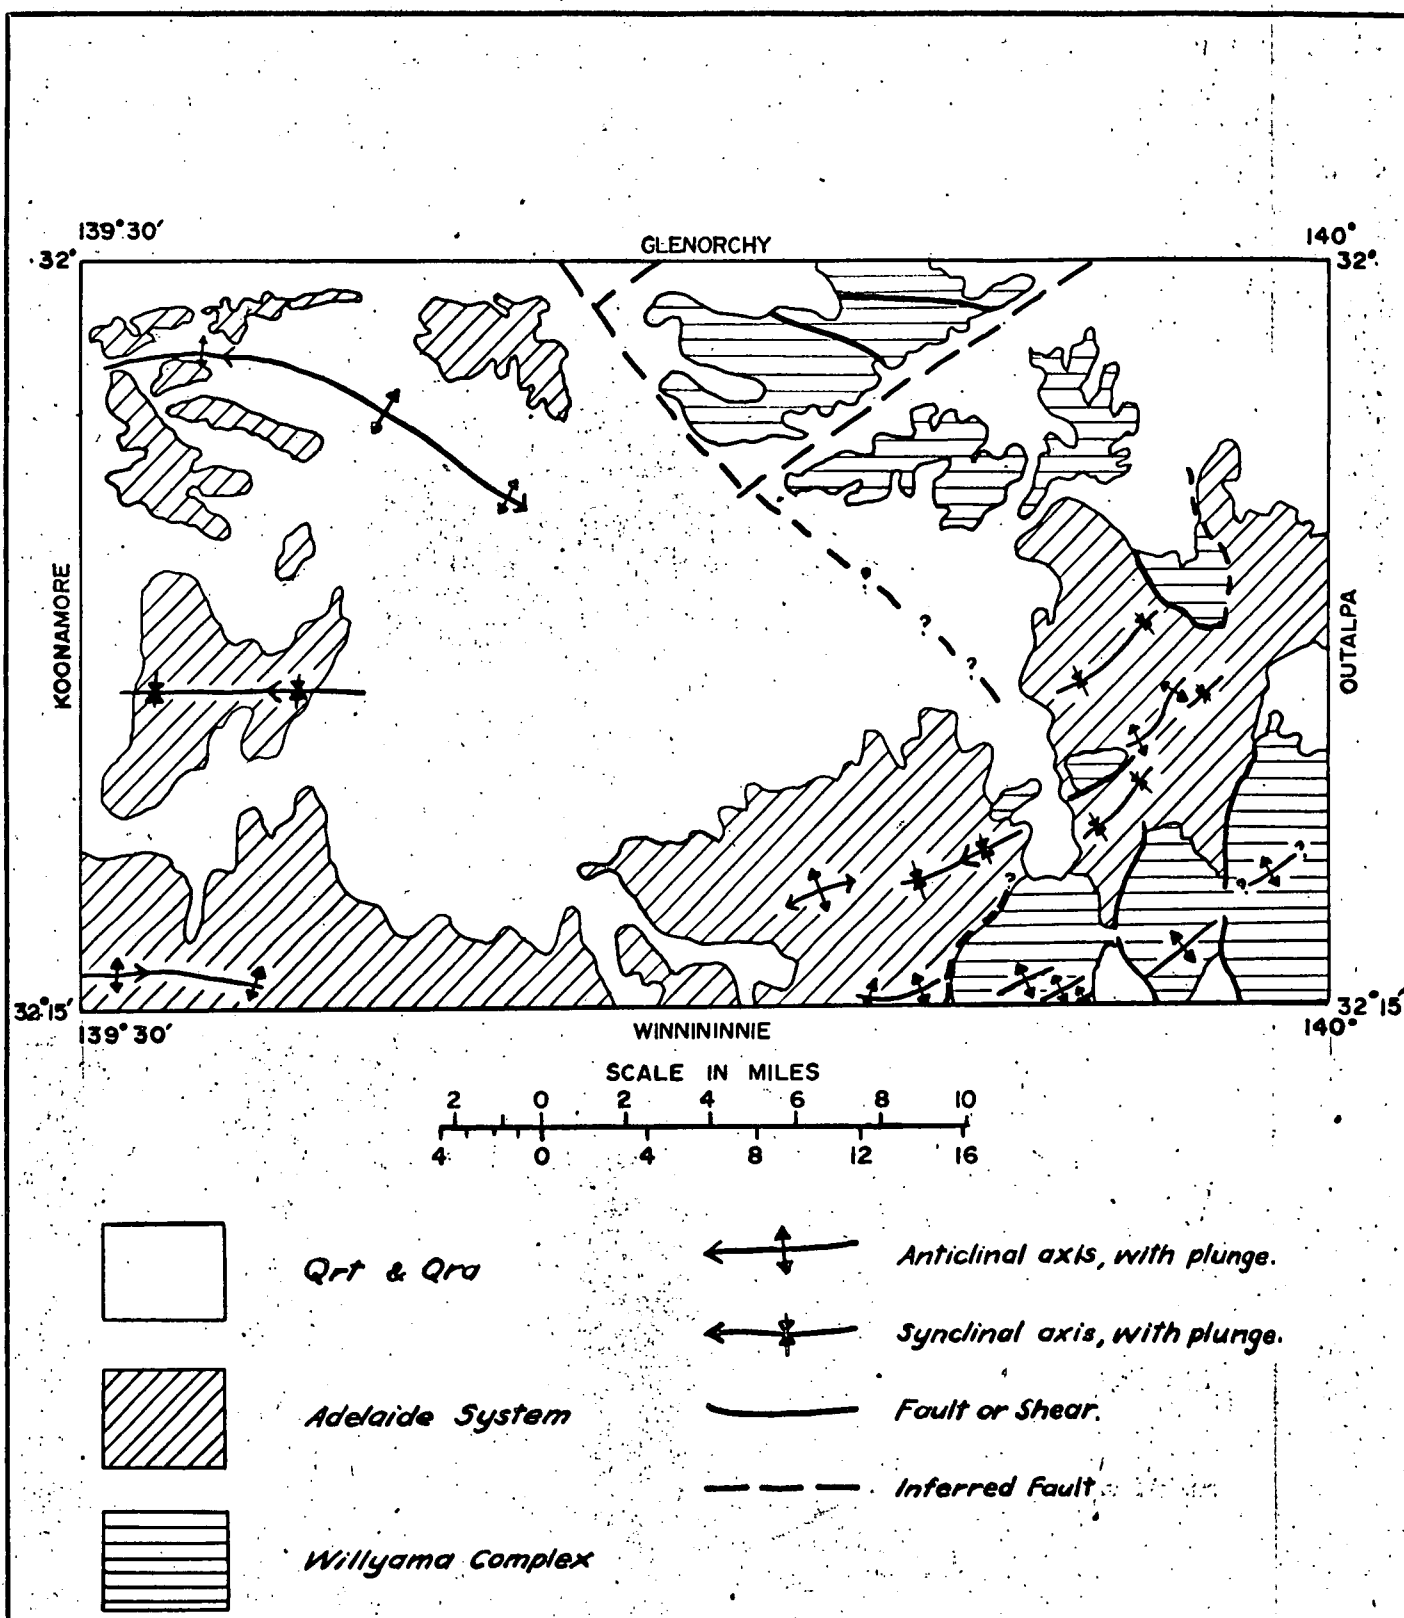 139°30′ 140°
32° GLENORCHY 32°
KOONAMORE
OUTALPA
?
?
?
?
?
?
32°15′ 32°15′
139°30′ WINNININNIE 140°
SCALE IN MILES
2 0 2 4 6 8 10
4 0 4 8 12 16
Qrt & Qra
Anticlinal axis, with plunge.
Synclinal axis, with plunge.
Adelaide System
Fault or Shear.
Inferred Fault
Willyama Complex